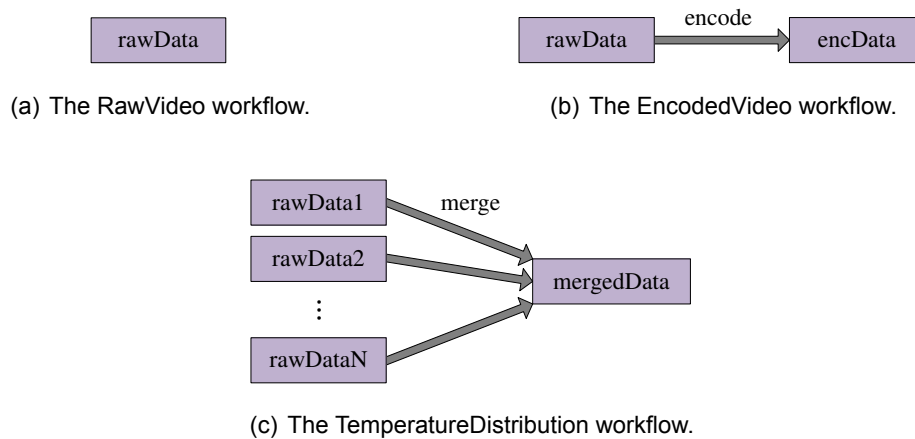 rawData
(a) The RawVideo workflow.
rawData encode encData
(b) The EncodedVideo workflow.
rawData1
merge
rawData2
mergedData
⋮
rawDataN
(c) The TemperatureDistribution workflow.